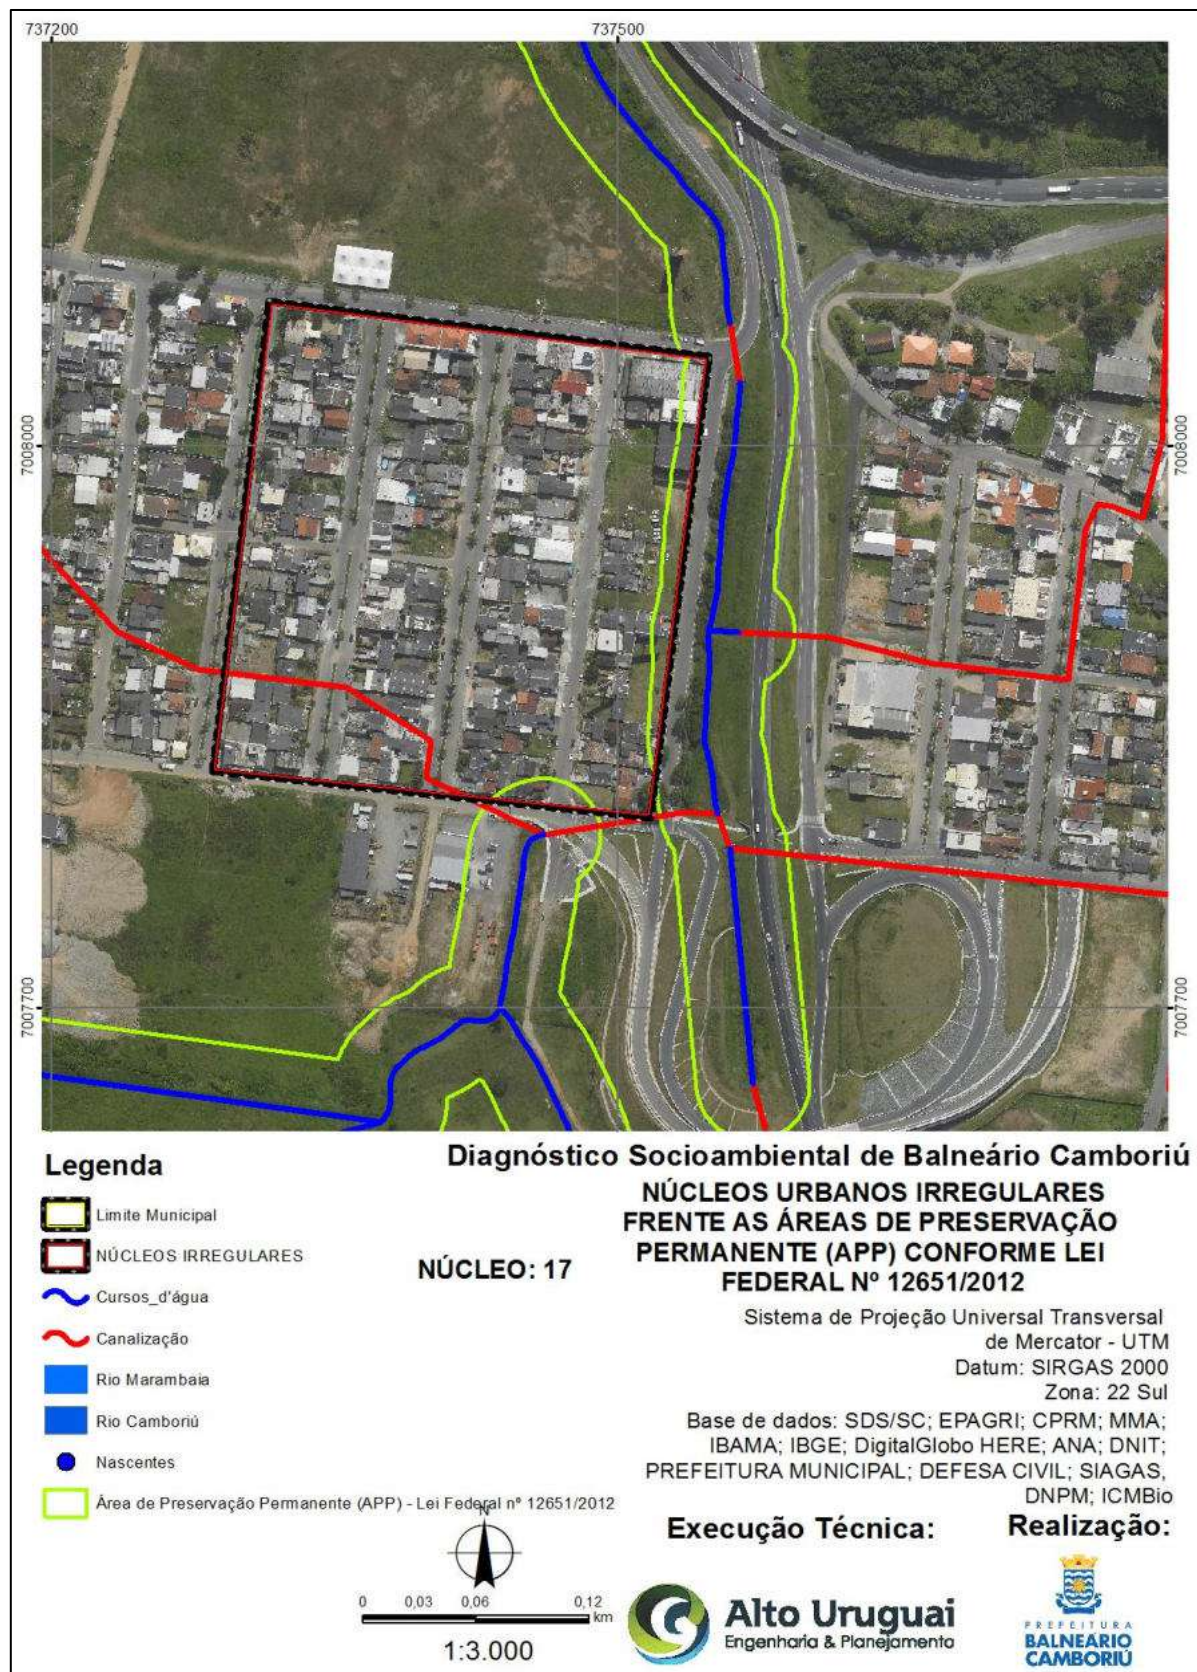 737200
737500
7008000
7008000
7007700
7007700
Legenda
Limite Municipal
NÚCLEOS IRREGULARES
Cursos_d'água
Canalização
Rio Marambaia
Rio Camboriú
Nascentes
Área de Preservação Permanente (APP) - Lei Federal nº 12651/2012
Diagnóstico Socioambiental de Balneário Camboriú
NÚCLEO: 17
NÚCLEOS URBANOS IRREGULARES
FRENTE AS ÁREAS DE PRESERVAÇÃO
PERMANENTE (APP) CONFORME LEI
FEDERAL Nº 12651/2012
Sistema de Projeção Universal Transversal
de Mercator - UTM
Datum: SIRGAS 2000
Zona: 22 Sul
Base de dados: SDS/SC; EPAGRI; CPRM; MMA;
IBAMA; IBGE; DigitalGlobo HERE; ANA; DNIT;
PREFEITURA MUNICIPAL; DEFESA CIVIL; SIAGAS,
DNPM; ICMBio
N
0 0,03 0,06 0,12
km
1:3.000
Execução Técnica:
Alto Uruguai
Engenharia & Planejamento
Realização:
PREFEITURA
BALNEÁRIO
CAMBORIÚ